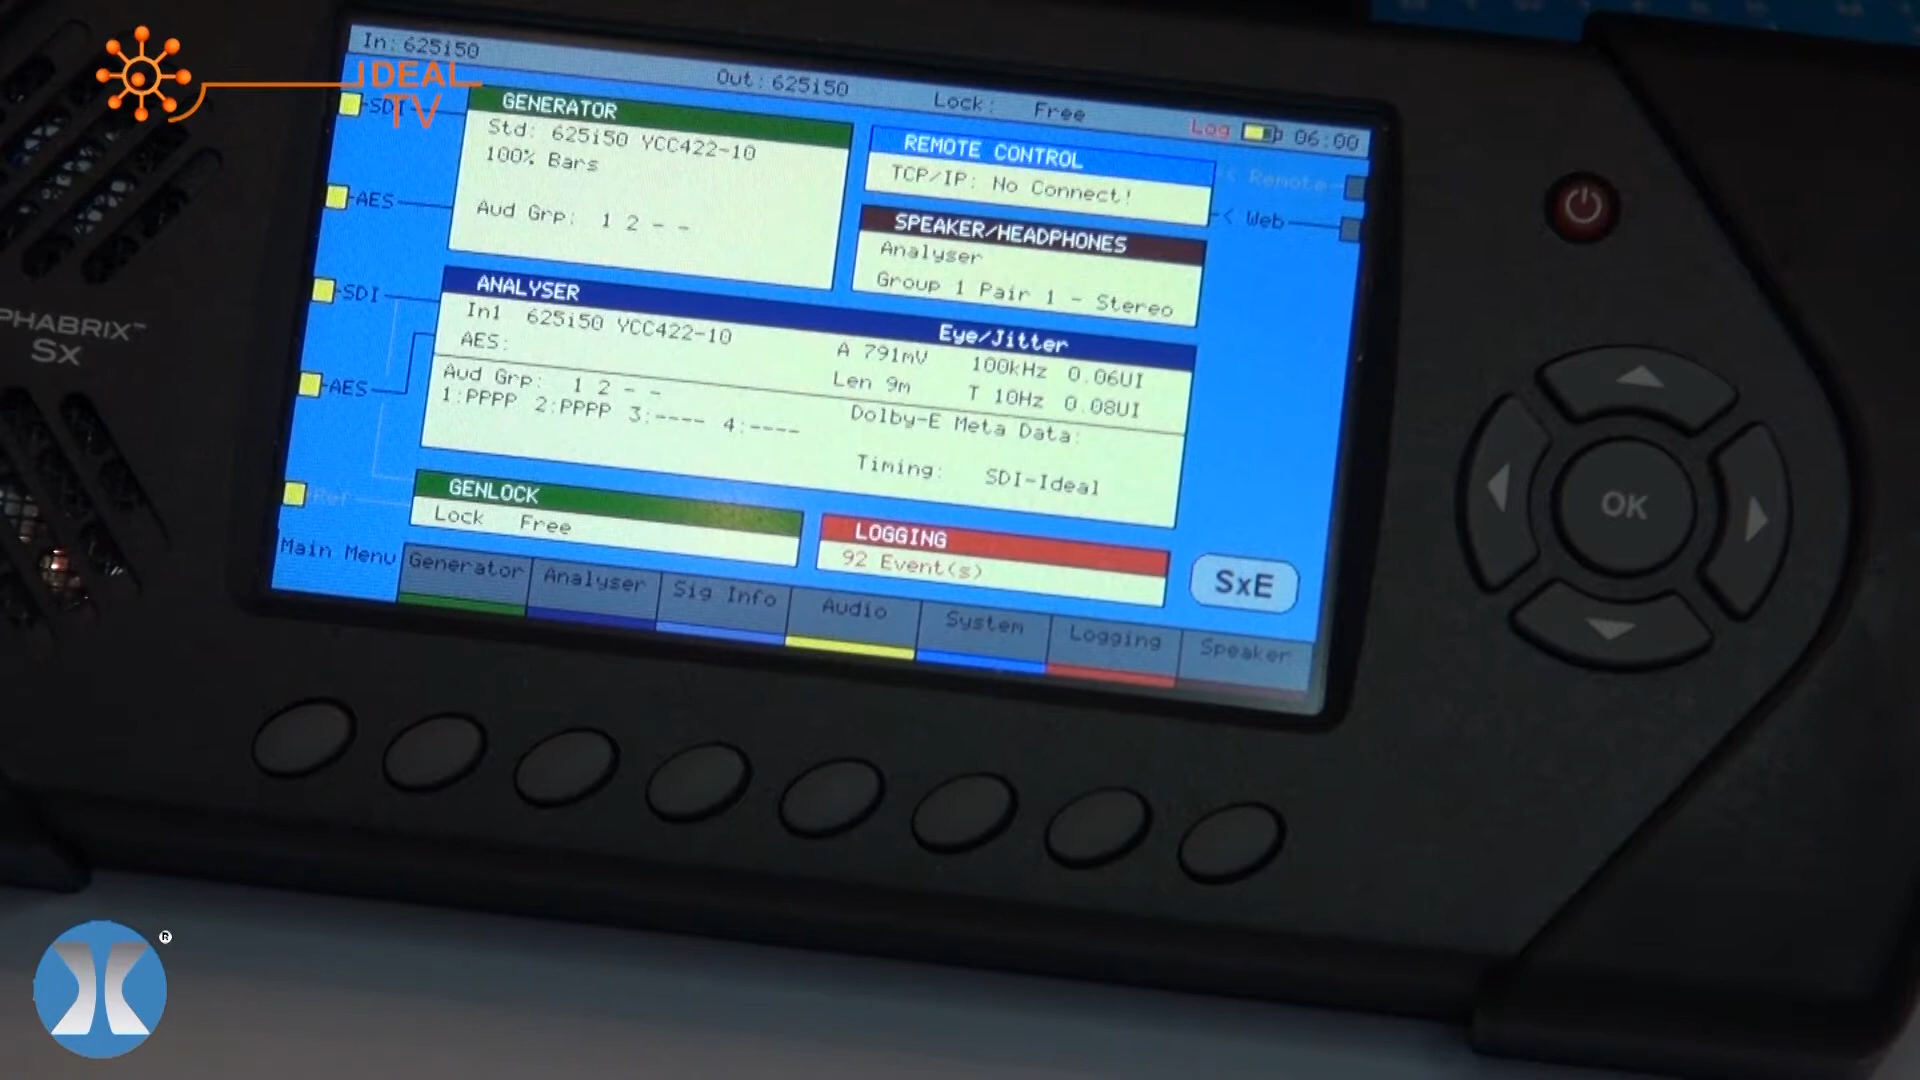 IDEAL
TV
In: 625i50
Out: 625i50
Lock: Free
Log
06:00
SDI
AES
SDI
AES
Ref
GENERATOR
Std: 625i50 YCC422-10
100% Bars
Aud Grp: 1 2 - -
REMOTE CONTROL
TCP/IP: No Connect!
< Remote
< Web
SPEAKER/HEADPHONES
Analyser
Group 1 Pair 1 - Stereo
ANALYSER
Eye/Jitter
In1 625i50 YCC422-10
A 791mV 100kHz 0.06UI
AES:
Len 9m T 10Hz 0.08UI
Aud Grp: 1 2 - -
1:PPPP 2:PPPP 3:---- 4:----
Dolby-E Meta Data:
Timing: SDI-Ideal
GENLOCK
Lock Free
LOGGING
92 Event(s)
SxE
Main Menu
Generator
Analyser
Sig Info
Audio
System
Logging
Speaker
PHABRIX™
SX
OK
®